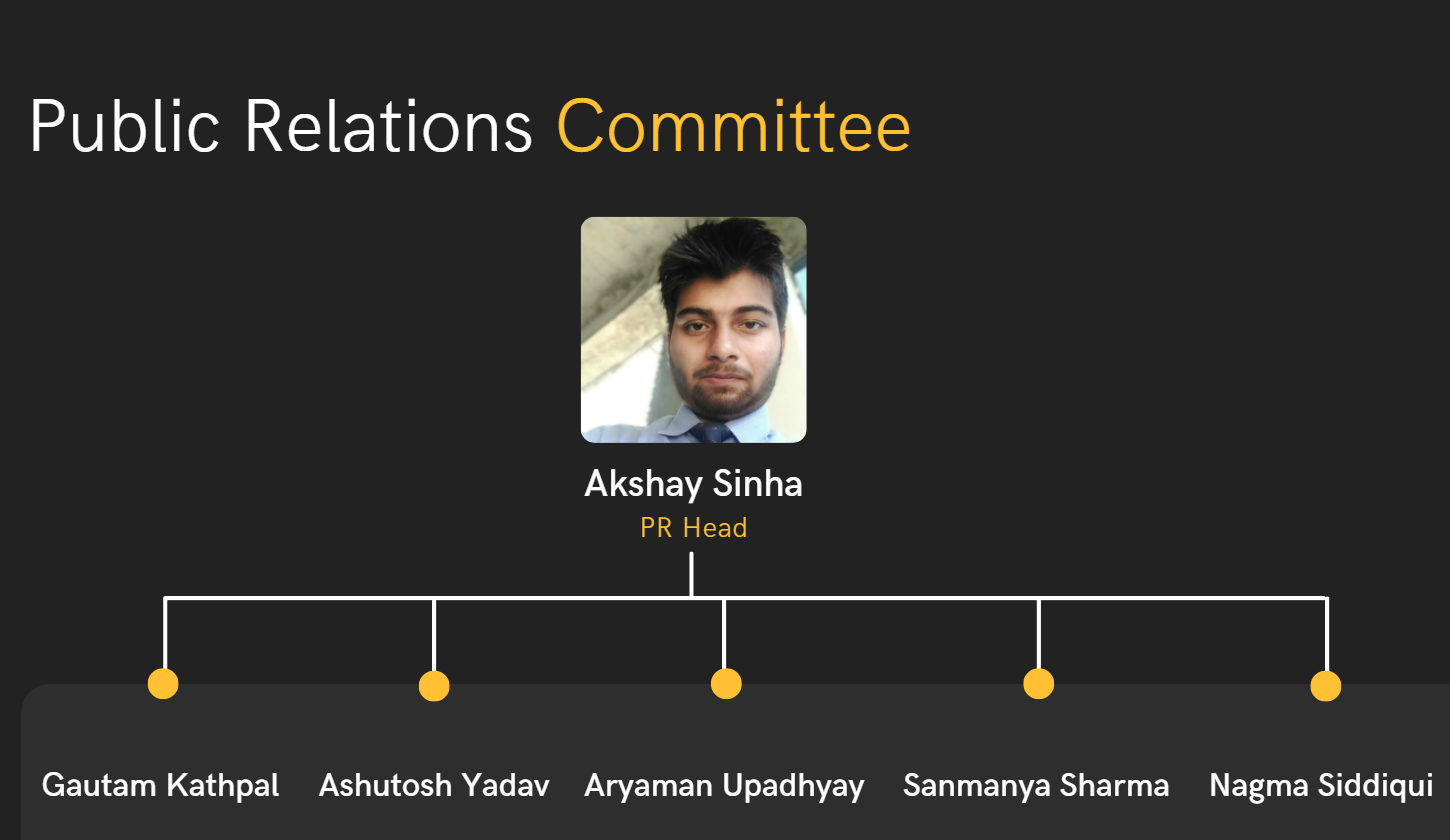 Public Relations Committee
Akshay Sinha
PR Head
Gautam Kathpal Ashutosh Yadav Aryaman Upadhyay Sanmanya Sharma Nagma Siddiqui